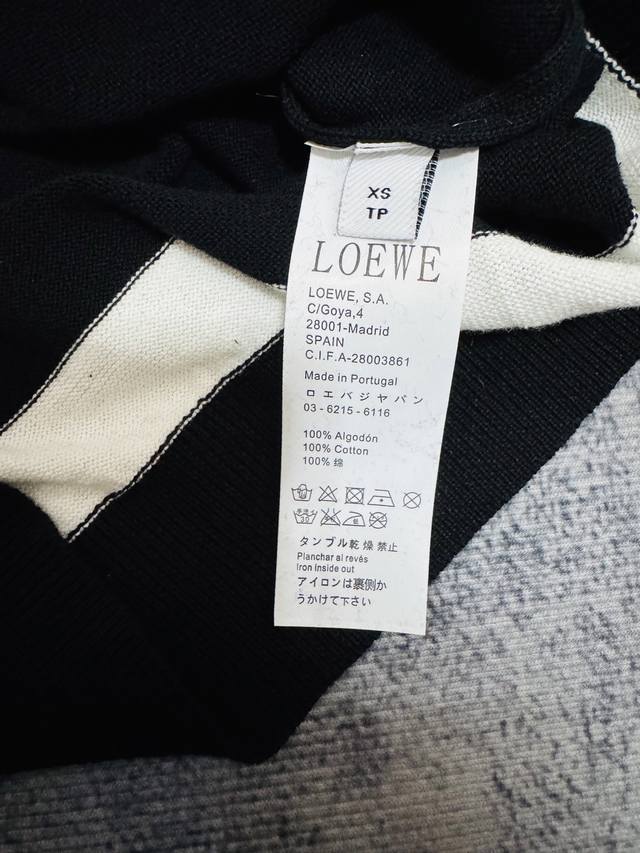 XS
TP
LOEWE
LOEWE, S.A.
C/Goya,4
28001-Madrid
SPAIN
C.I.F.A-28003861
Made in Portugal
ロエバジヤパン
03-6215-6116
100% Algodón
100% Cotton
100% 绵
タンブル乾燥禁止
Planchar al revés
Iron inside out
アイロンは裏側か
うかけて下さい